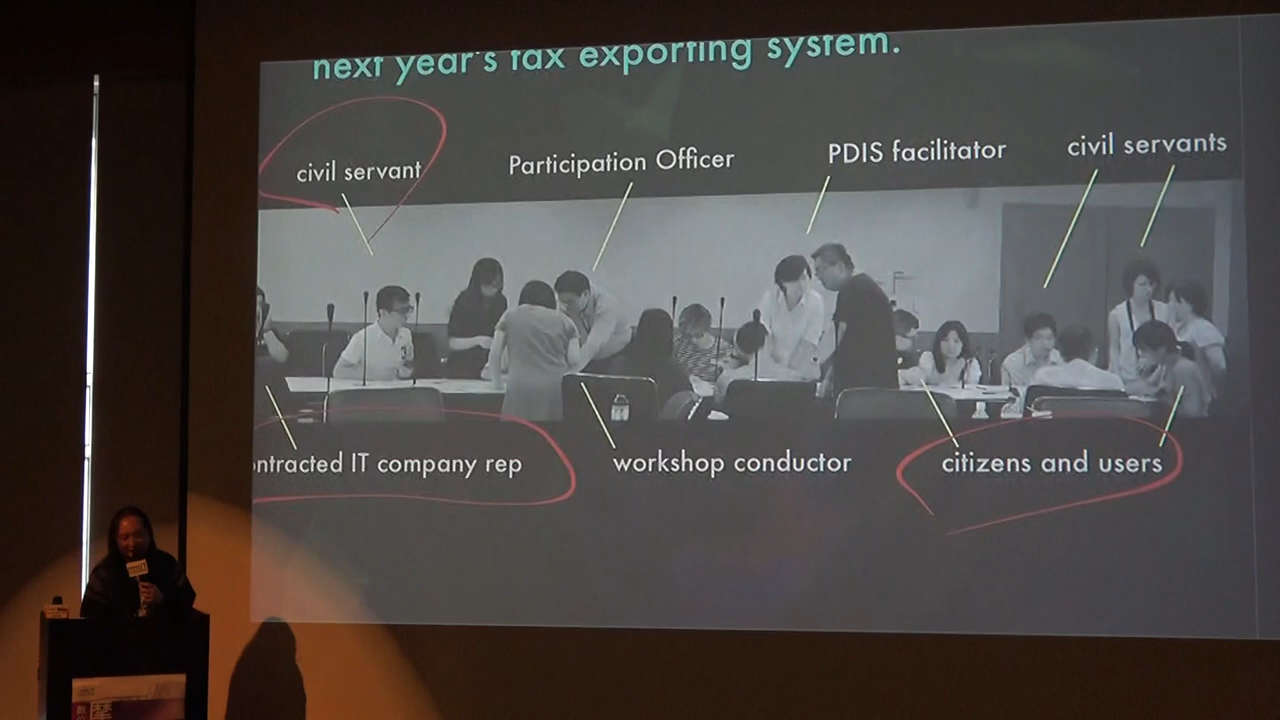 next year's tax exporting system.
civil servant
Participation Officer
PDIS facilitator
civil servants
ontracted IT company rep
workshop conductor
citizens and users